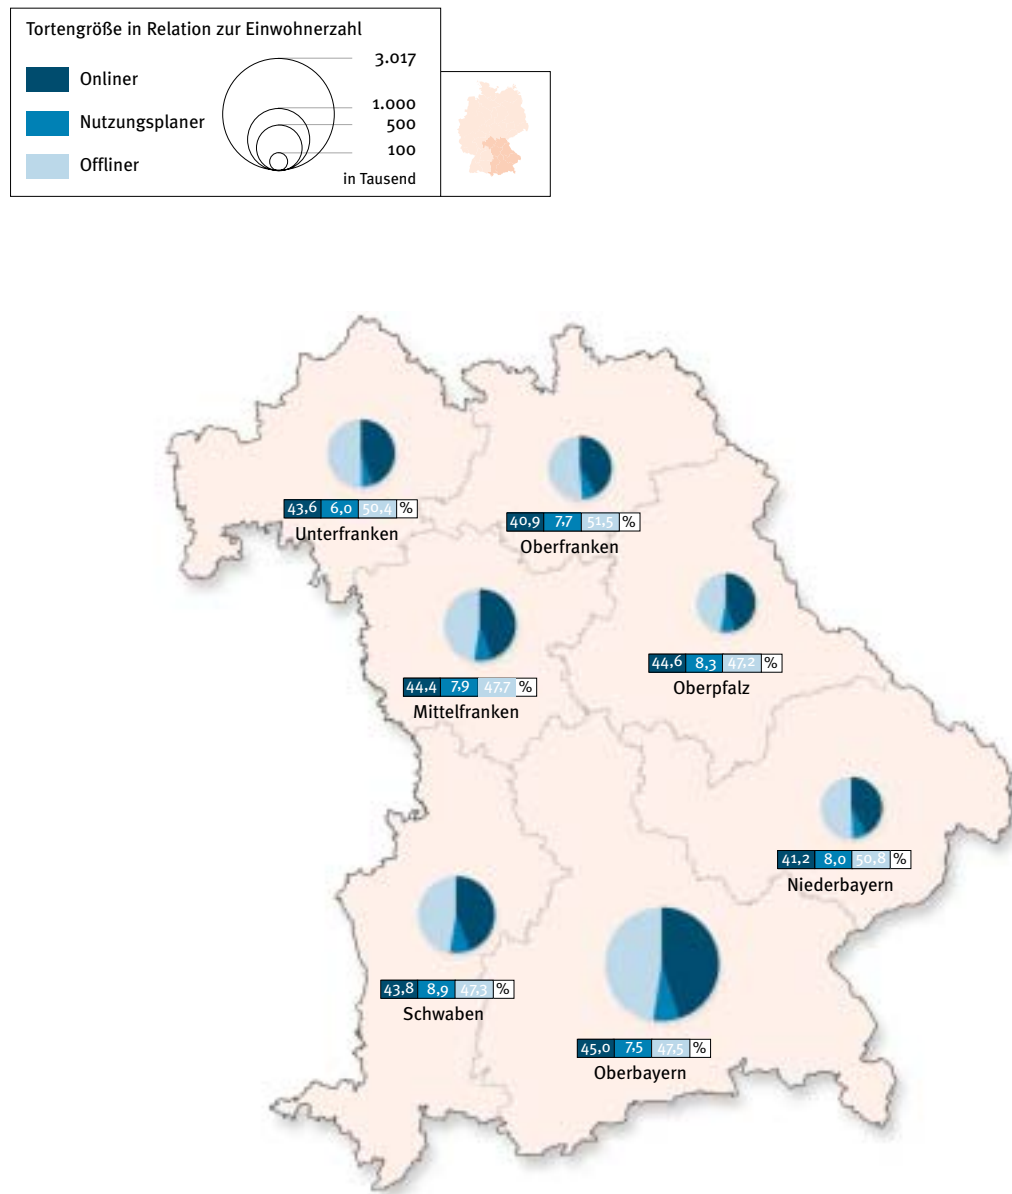 Tortengröße in Relation zur Einwohnerzahl
Onliner
Nutzungsplaner
Offliner
3.017
1.000
500
100
in Tausend
43,6 6,0 50,4 %
Unterfranken
40,9 7,7 51,5 %
Oberfranken
44,6 8,3 47,2 %
Oberpfalz
44,4 7,9 47,7 %
Mittelfranken
41,2 8,0 50,8 %
Niederbayern
43,8 8,9 47,3 %
Schwaben
45,0 7,5 47,5 %
Oberbayern